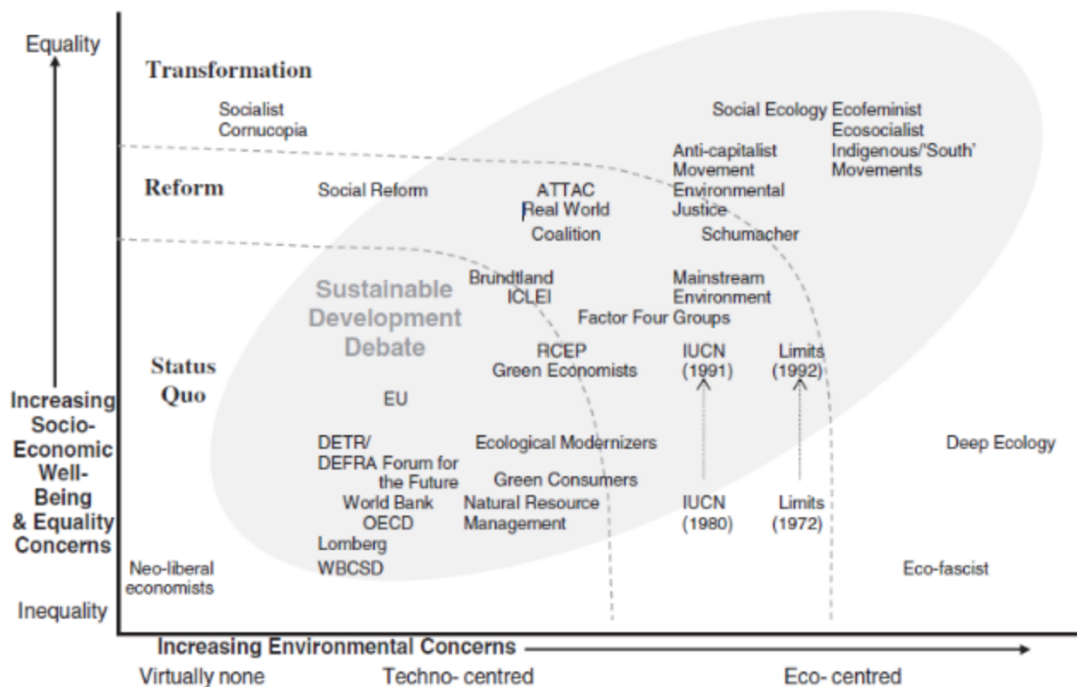 Equality
Transformation
Socialist
Cornucopia
Social Ecology Ecofeminist
Ecosocialist
Indigenous/'South'
Movements
Anti-capitalist
Movement
Environmental
Justice
Reform
Social Reform
ATTAC
Real World
Coalition
Schumacher
Sustainable
Development
Debate
Brundtland
ICLEI
Mainstream
Environment
Factor Four Groups
Status
Quo
RCEP
Green Economists
IUCN
(1991)
Limits
(1992)
EU
Increasing
Socio-
Economic
Well-
Being
& Equality
Concerns
DETR/
DEFRA Forum for
the Future
Ecological Modernizers
Green Consumers
Deep Ecology
World Bank
OECD
Natural Resource
Management
IUCN
(1980)
Limits
(1972)
Lomberg
WBCSD
Neo-liberal
economists
Eco-fascist
Inequality
Increasing Environmental Concerns
Virtually none
Techno- centred
Eco- centred